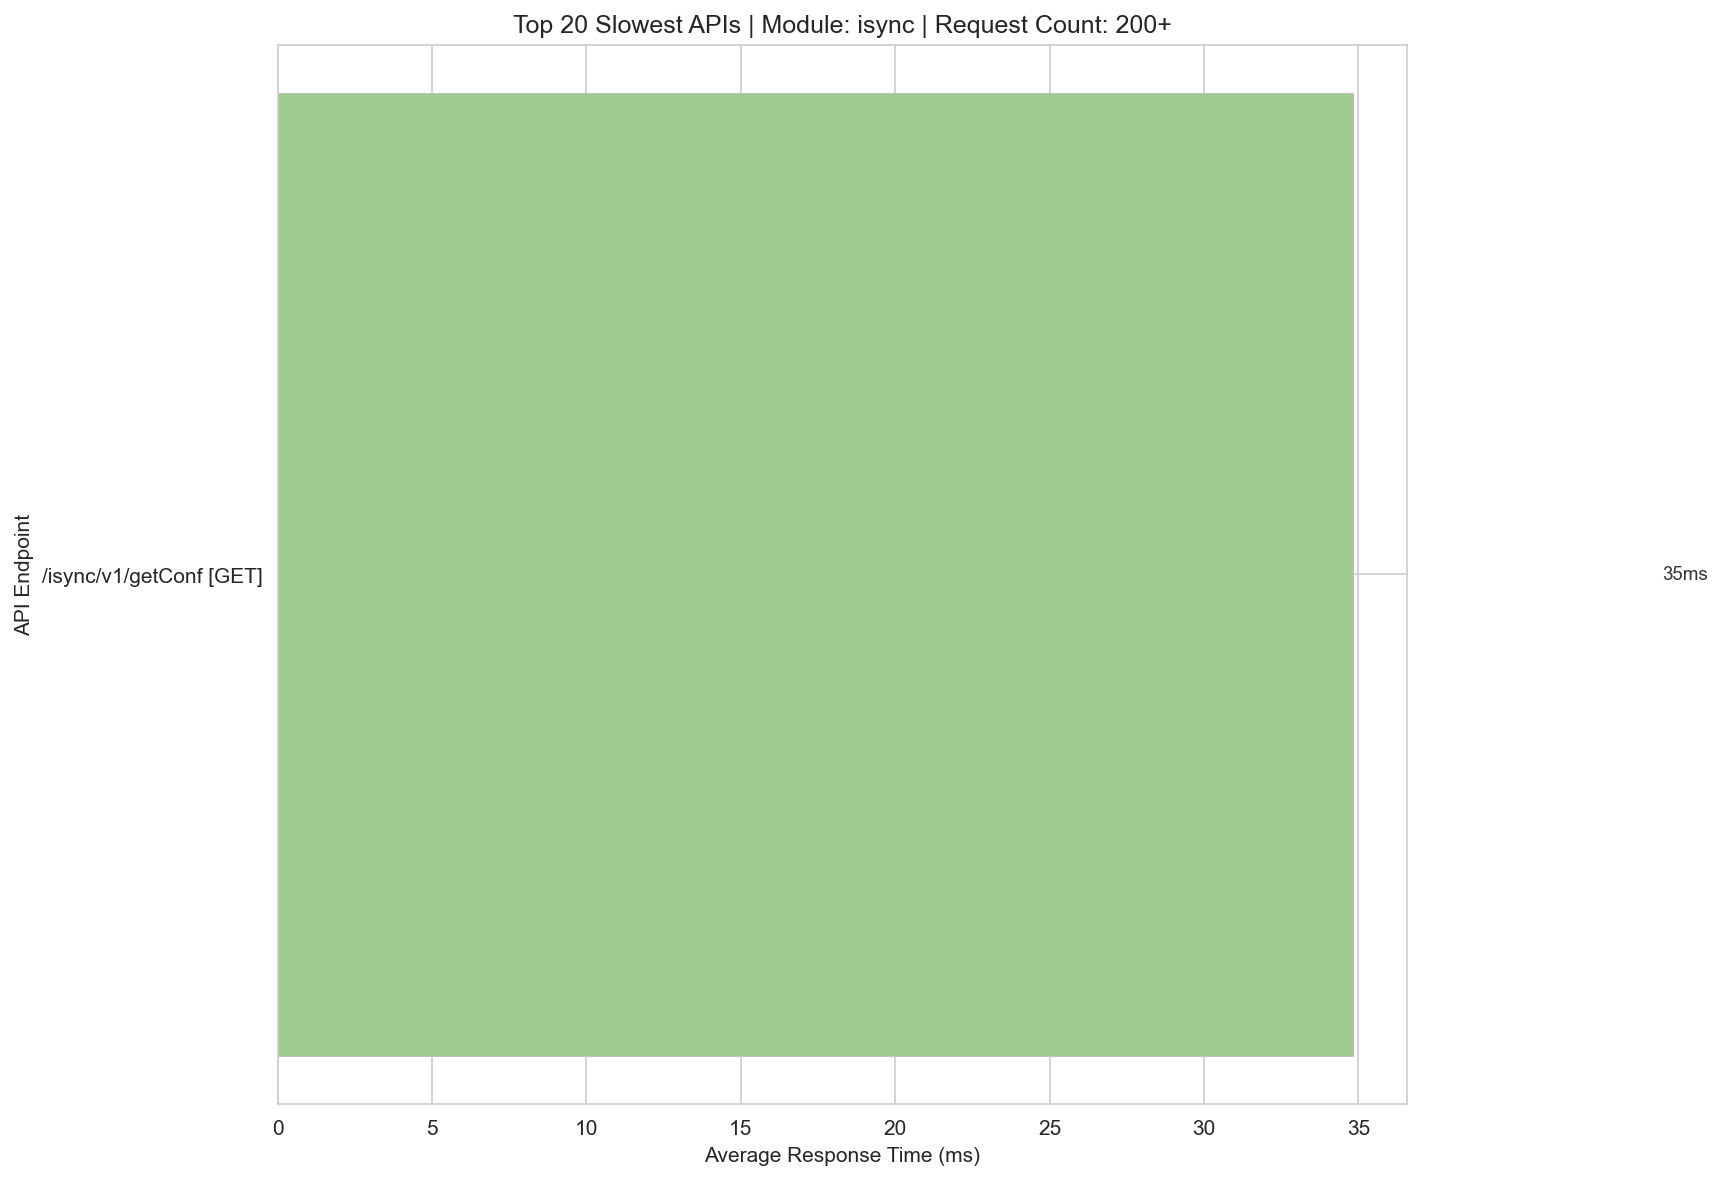 Top 20 Slowest APIs | Module: isync | Request Count: 200+
API Endpoint
/isync/v1/getConf [GET]
35ms
0 5 10 15 20 25 30 35
Average Response Time (ms)